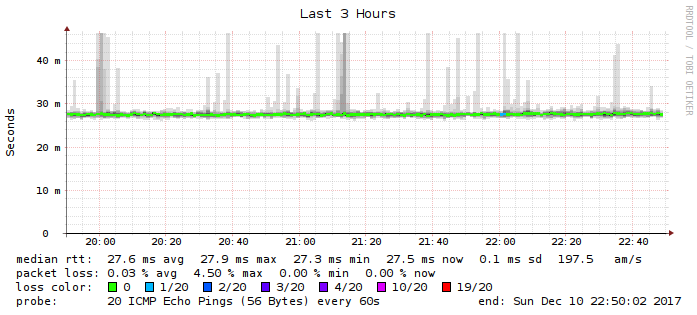 Last 3 Hours
RRDTOOL / TOBI OETIKER
Seconds
40 m
30 m
20 m
10 m
0
20:00 20:20 20:40 21:00 21:20 21:40 22:00 22:20 22:40
median rtt: 27.6 ms avg 27.9 ms max 27.3 ms min 27.5 ms now 0.1 ms sd 197.5 am/s
packet loss: 0.03 % avg 4.50 % max 0.00 % min 0.00 % now
loss color: 0 1/20 2/20 3/20 4/20 10/20 19/20
probe: 20 ICMP Echo Pings (56 Bytes) every 60s end: Sun Dec 10 22:50:02 2017